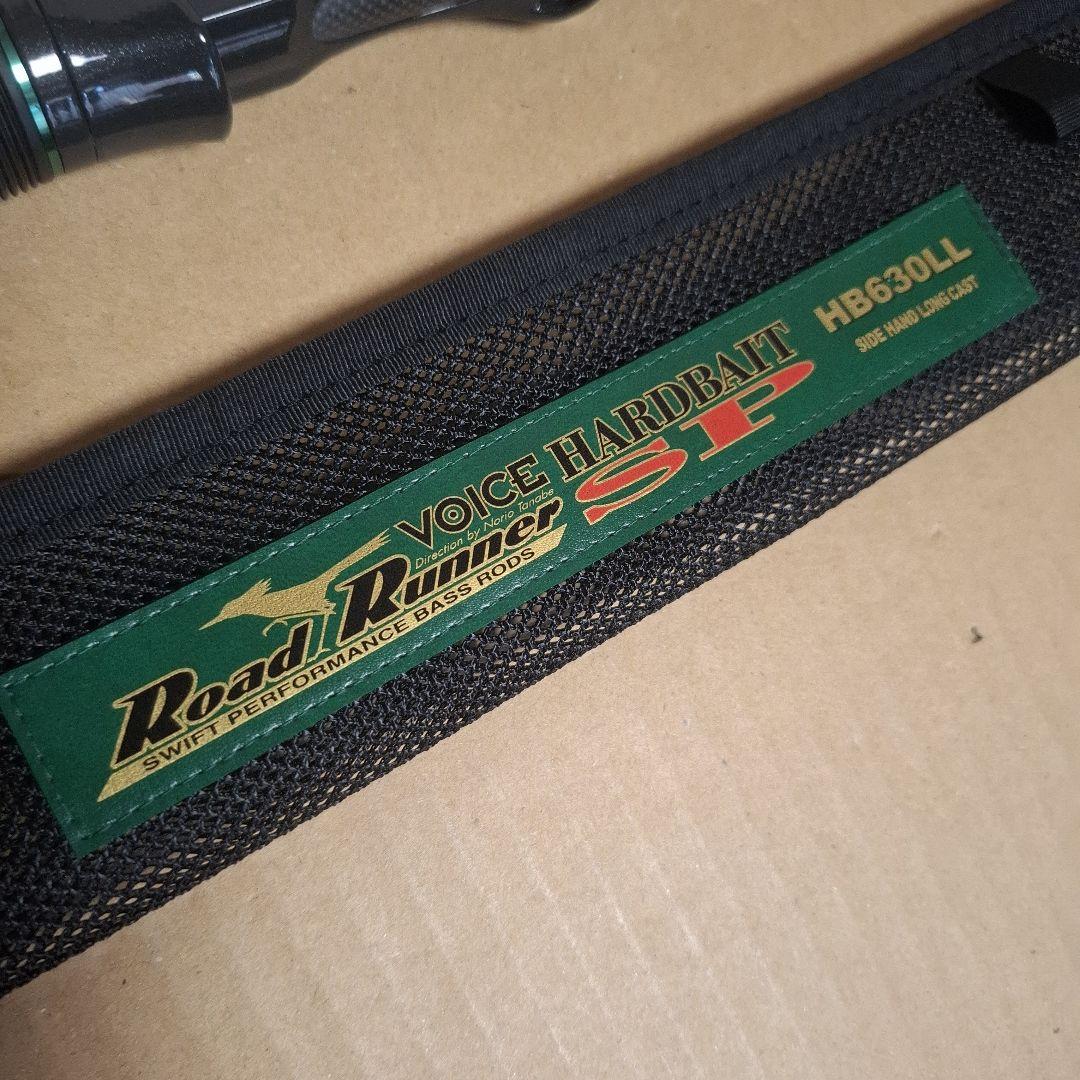 VOICE HARDBAIT
SP
Direction by Norio Tanabe
Road Runner
SWIFT PERFORMANCE BASS RODS
HB630LL
SIDE HAND LONG CAST